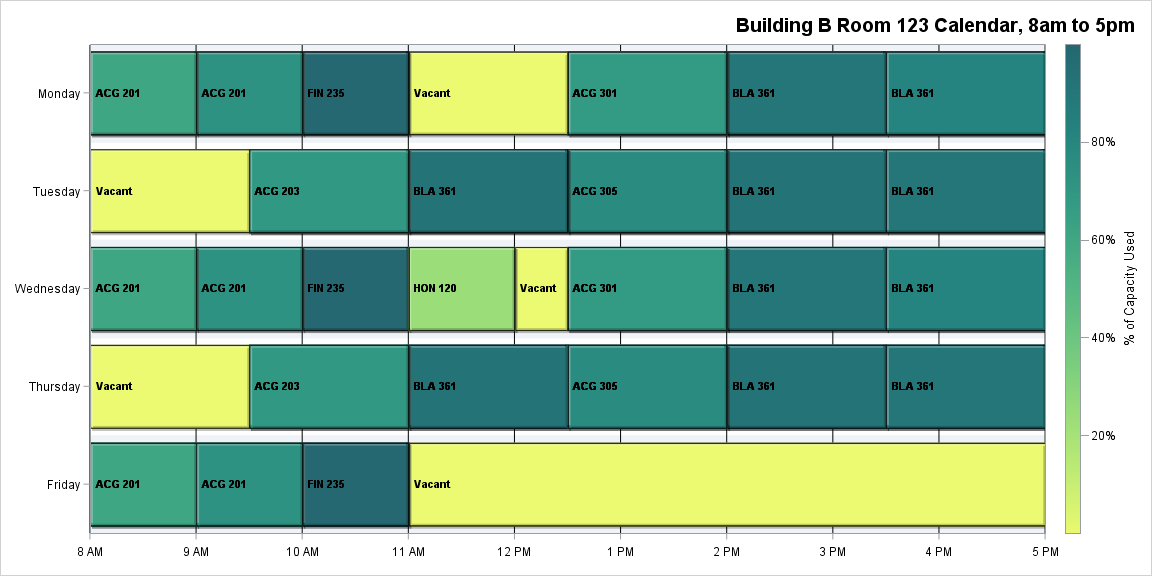 Building B Room 123 Calendar, 8am to 5pm
Monday
ACG 201
ACG 201
FIN 235
Vacant
ACG 301
BLA 361
BLA 361
Tuesday
Vacant
ACG 203
BLA 361
ACG 305
BLA 361
BLA 361
Wednesday
ACG 201
ACG 201
FIN 235
HON 120
Vacant
ACG 301
BLA 361
BLA 361
Thursday
Vacant
ACG 203
BLA 361
ACG 305
BLA 361
BLA 361
Friday
ACG 201
ACG 201
FIN 235
Vacant
8 AM
9 AM
10 AM
11 AM
12 PM
1 PM
2 PM
3 PM
4 PM
5 PM
80%
60%
40%
20%
% of Capacity Used